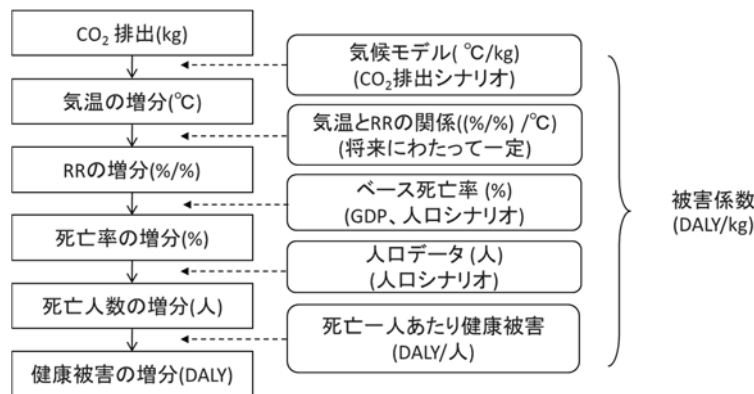 CO₂ 排出(kg)
気候モデル( ℃/kg)
(CO₂排出シナリオ)
気温の増分(℃)
気温とRRの関係((%/%) /℃)
(将来にわたって一定)
RRの増分(%/%)
ベース死亡率 (%)
(GDP、人口シナリオ)
死亡率の増分(%)
人口データ (人)
(人口シナリオ)
死亡人数の増分(人)
死亡一人あたり健康被害
(DALY/人)
健康被害の増分(DALY)
被害係数
(DALY/kg)